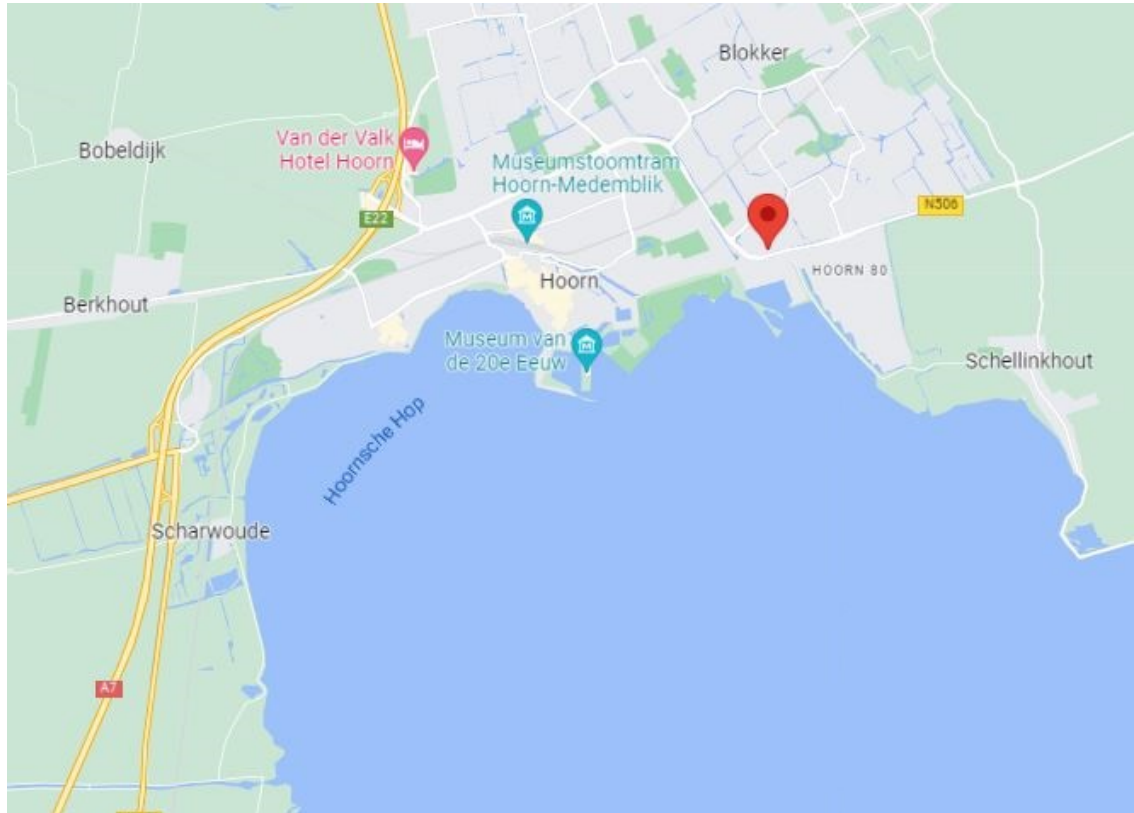 Blokker
Van der Valk
Hotel Hoorn
Bobeldijk
Museumstoomtram
Hoorn-Medemblik
N506
E22
HOORN 80
Hoorn
Berkhout
Museum van
de 20e Eeuw
Schellinkhout
Hoornsche Hop
Scharwoude
A7